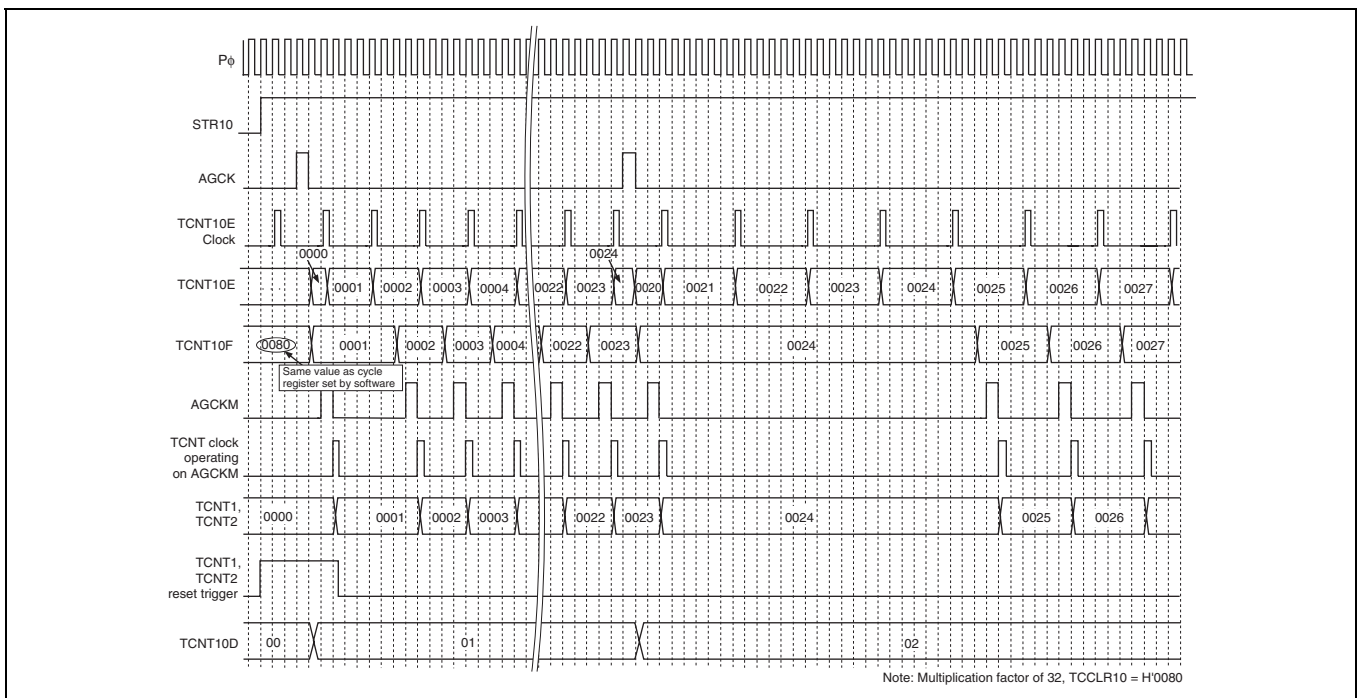 Pφ
STR10
AGCK
TCNT10E
Clock
0000
0024
TCNT10E
0001 0002 0003 0004 0022 0023 0020 0021 0022 0023 0024 0025 0026 0027
TCNT10F
0080 0001 0002 0003 0004 0022 0023 0024 0025 0026 0027
Same value as cycle
register set by software
AGCKM
TCNT clock
operating
on AGCKM
TCNT1,
TCNT2
0000 0001 0002 0003 0022 0023 0024 0025 0026
TCNT1,
TCNT2
reset trigger
TCNT10D
00 01 02
Note: Multiplication factor of 32, TCCLR10 = H'0080